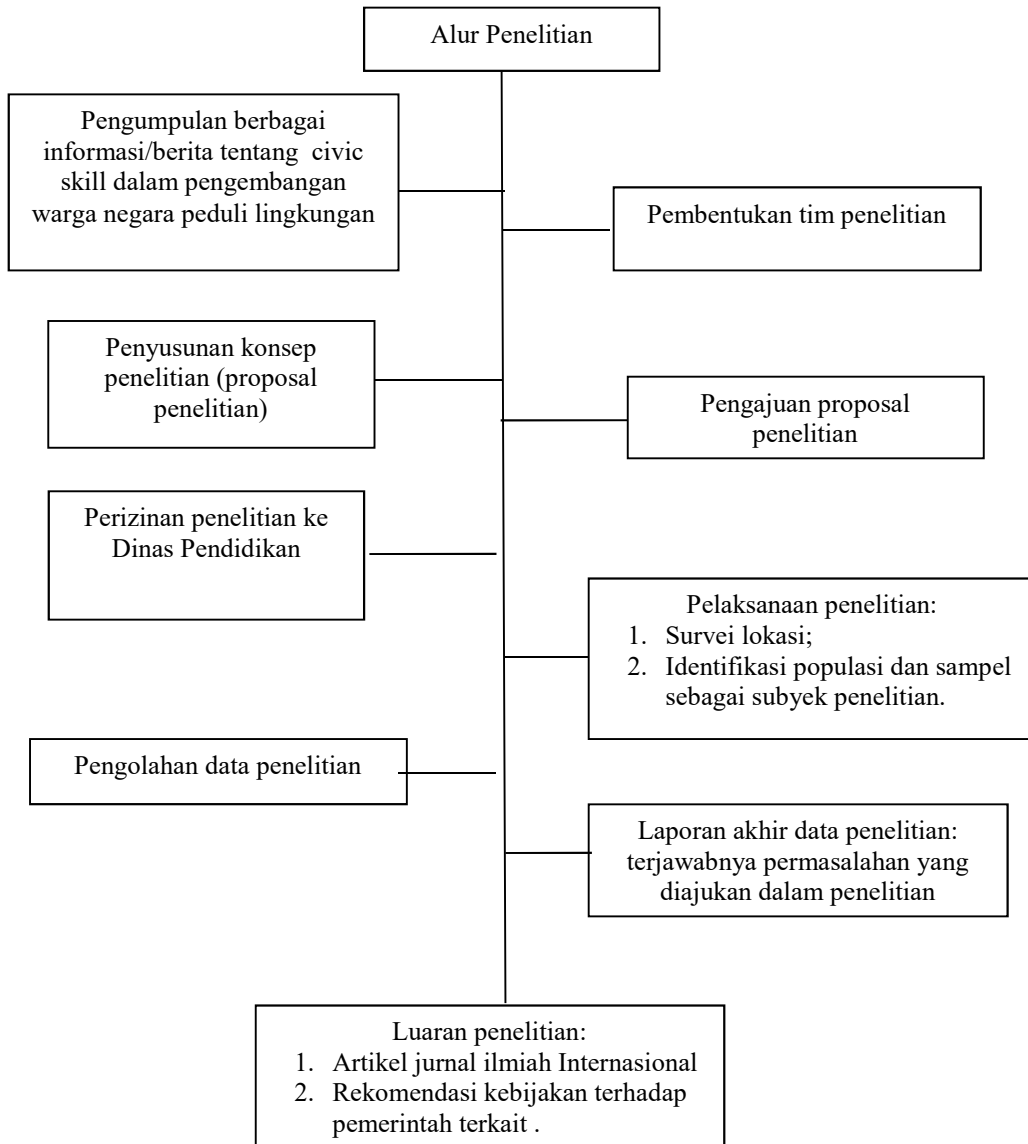 Alur Penelitian
Pengumpulan berbagai
informasi/berita tentang civic
skill dalam pengembangan
warga negara peduli lingkungan
Pembentukan tim penelitian
Penyusunan konsep
penelitian (proposal
penelitian)
Pengajuan proposal
penelitian
Perizinan penelitian ke
Dinas Pendidikan
Pelaksanaan penelitian:
1. Survei lokasi;
2. Identifikasi populasi dan sampel
sebagai subyek penelitian.
Pengolahan data penelitian
Laporan akhir data penelitian:
terjawabnya permasalahan yang
diajukan dalam penelitian
Luaran penelitian:
1. Artikel jurnal ilmiah Internasional
2. Rekomendasi kebijakan terhadap
pemerintah terkait .